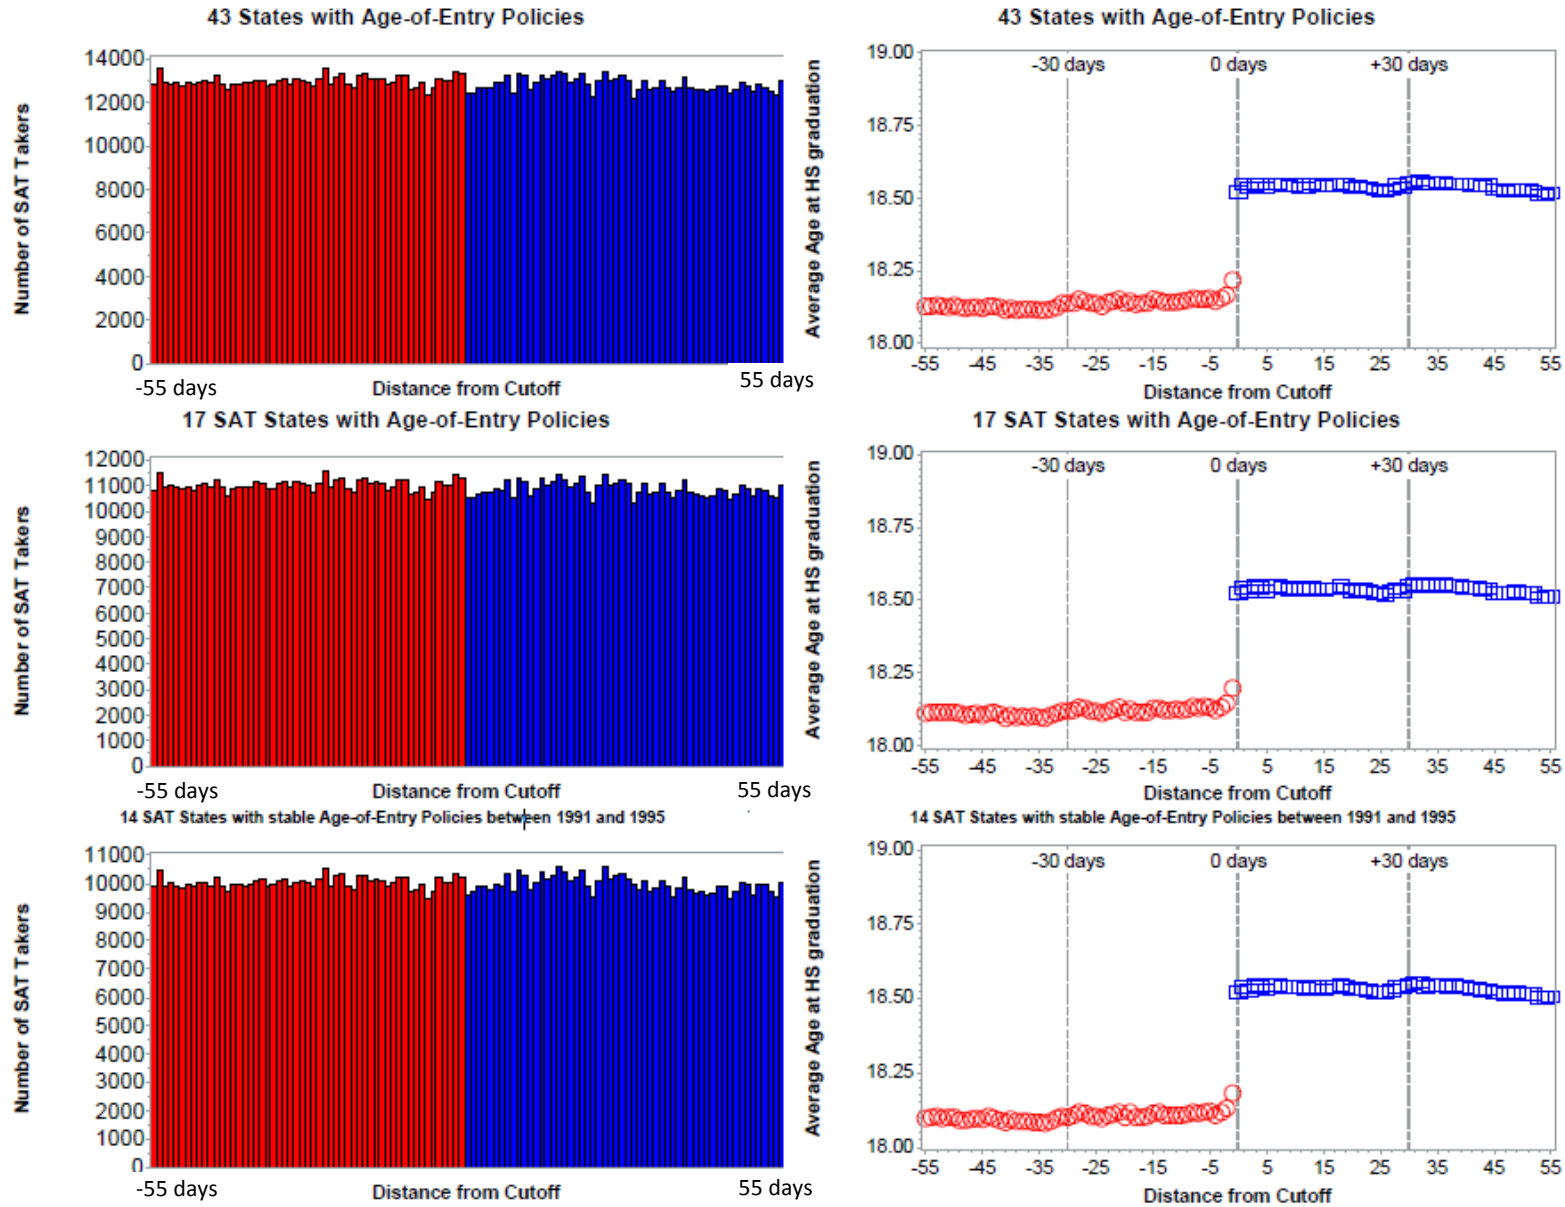 43 States with Age-of-Entry Policies
Number of SAT Takers
14000
12000
10000
8000
6000
4000
2000
0
-55 days
Distance from Cutoff
55 days
43 States with Age-of-Entry Policies
Average Age at HS graduation
19.00
18.75
18.50
18.25
18.00
-30 days 0 days +30 days
-55 -45 -35 -25 -15 -5 5 15 25 35 45 55
Distance from Cutoff
17 SAT States with Age-of-Entry Policies
Number of SAT Takers
12000
11000
10000
9000
8000
7000
6000
5000
4000
3000
2000
1000
0
-55 days
Distance from Cutoff
55 days
17 SAT States with Age-of-Entry Policies
Average Age at HS graduation
19.00
18.75
18.50
18.25
18.00
-30 days 0 days +30 days
-55 -45 -35 -25 -15 -5 5 15 25 35 45 55
Distance from Cutoff
14 SAT States with stable Age-of-Entry Policies between 1991 and 1995
Number of SAT Takers
11000
10000
9000
8000
7000
6000
5000
4000
3000
2000
1000
0
-55 days
Distance from Cutoff
55 days
14 SAT States with stable Age-of-Entry Policies between 1991 and 1995
Average Age at HS graduation
19.00
18.75
18.50
18.25
18.00
-30 days 0 days +30 days
-55 -45 -35 -25 -15 -5 5 15 25 35 45 55
Distance from Cutoff